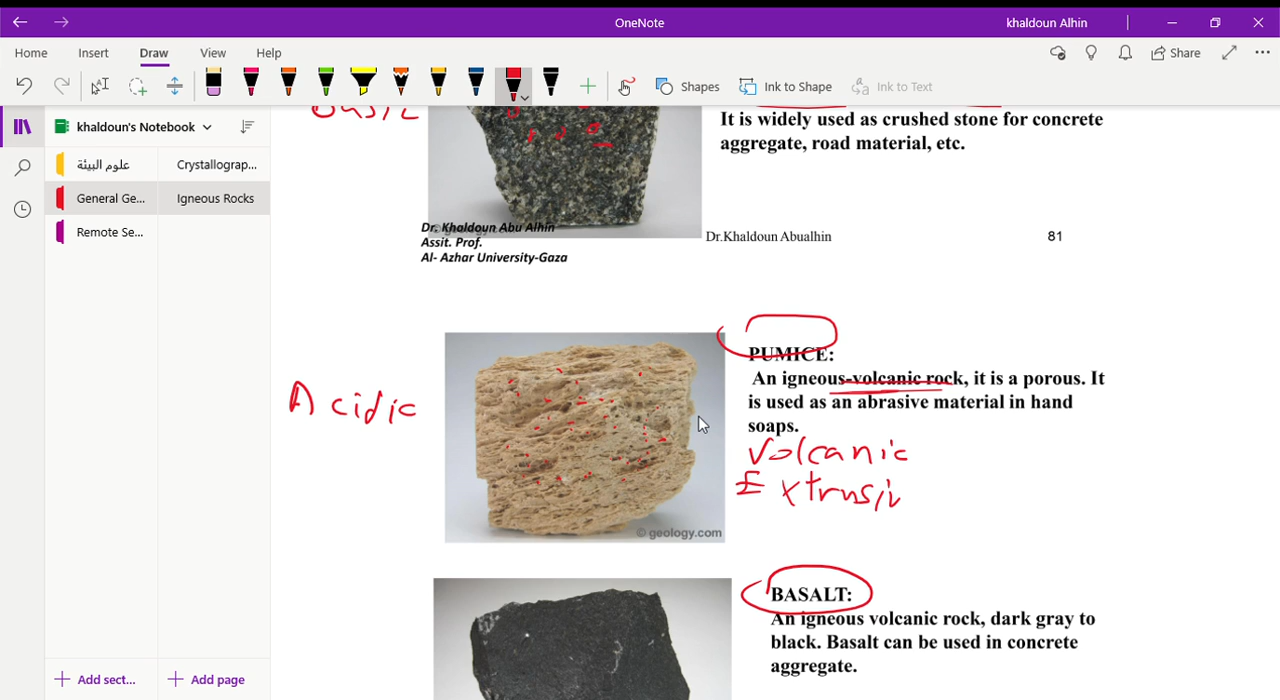 OneNote
khaldoun Alhin
Home Insert Draw View Help
Share
Shapes Ink to Shape Ink to Text
khaldoun's Notebook
علوم البيئة
Crystallograp...
General Ge...
Igneous Rocks
Remote Se...
Basic
It is widely used as crushed stone for concrete
aggregate, road material, etc.
© geology.com
Dr. Khaldoun Abu Alhin
Assit. Prof.
Al- Azhar University-Gaza
Dr.Khaldoun Abualhin
81
PUMICE:
An igneous-volcanic rock, it is a porous. It
is used as an abrasive material in hand
soaps.
Acidic
Volcanic
Extrusiv
© geology.com
BASALT:
An igneous volcanic rock, dark gray to
black. Basalt can be used in concrete
aggregate.
Add sect...
Add page